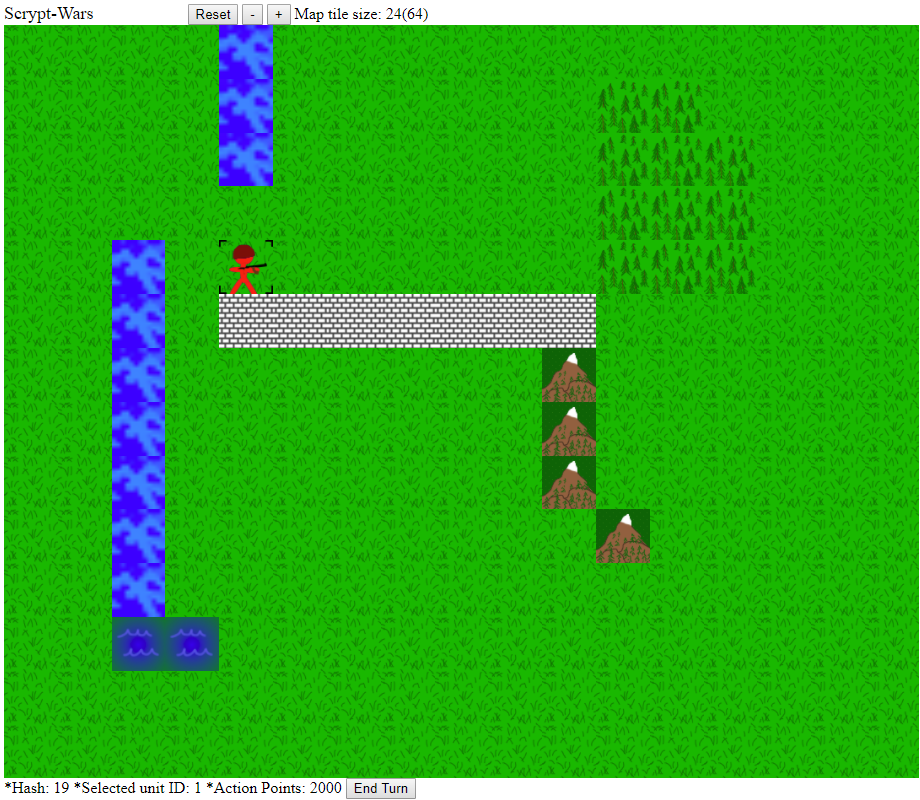 Scrypt-Wars Reset - + Map tile size: 24(64)
*Hash: 19 *Selected unit ID: 1 *Action Points: 2000 End Turn